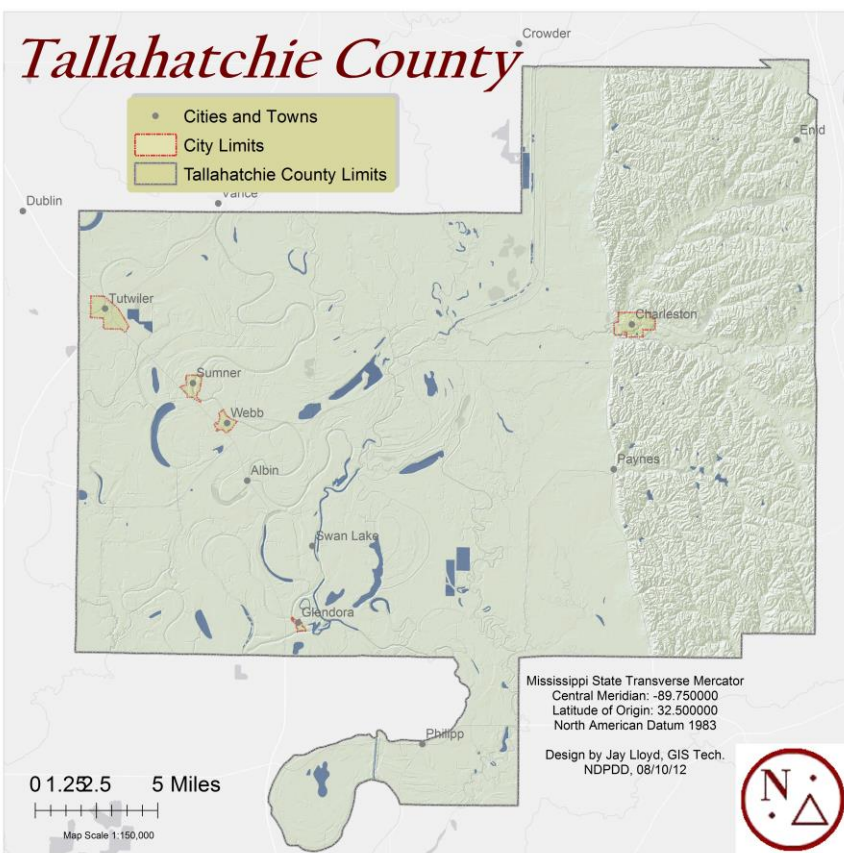 Crowder
Tallahatchie County
Cities and Towns
City Limits
Tallahatchie County Limits
Enid
Vance
Dublin
Tutwiler
Charleston
Sumner
Webb
Paynes
Albin
Swan Lake
Glendora
Mississippi State Transverse Mercator
Central Meridian: -89.750000
Latitude of Origin: 32.500000
North American Datum 1983
Philipp
Design by Jay Lloyd, GIS Tech.
NDPDD, 08/10/12
0 1.25 2.5 5 Miles
Map Scale 1:150,000
N